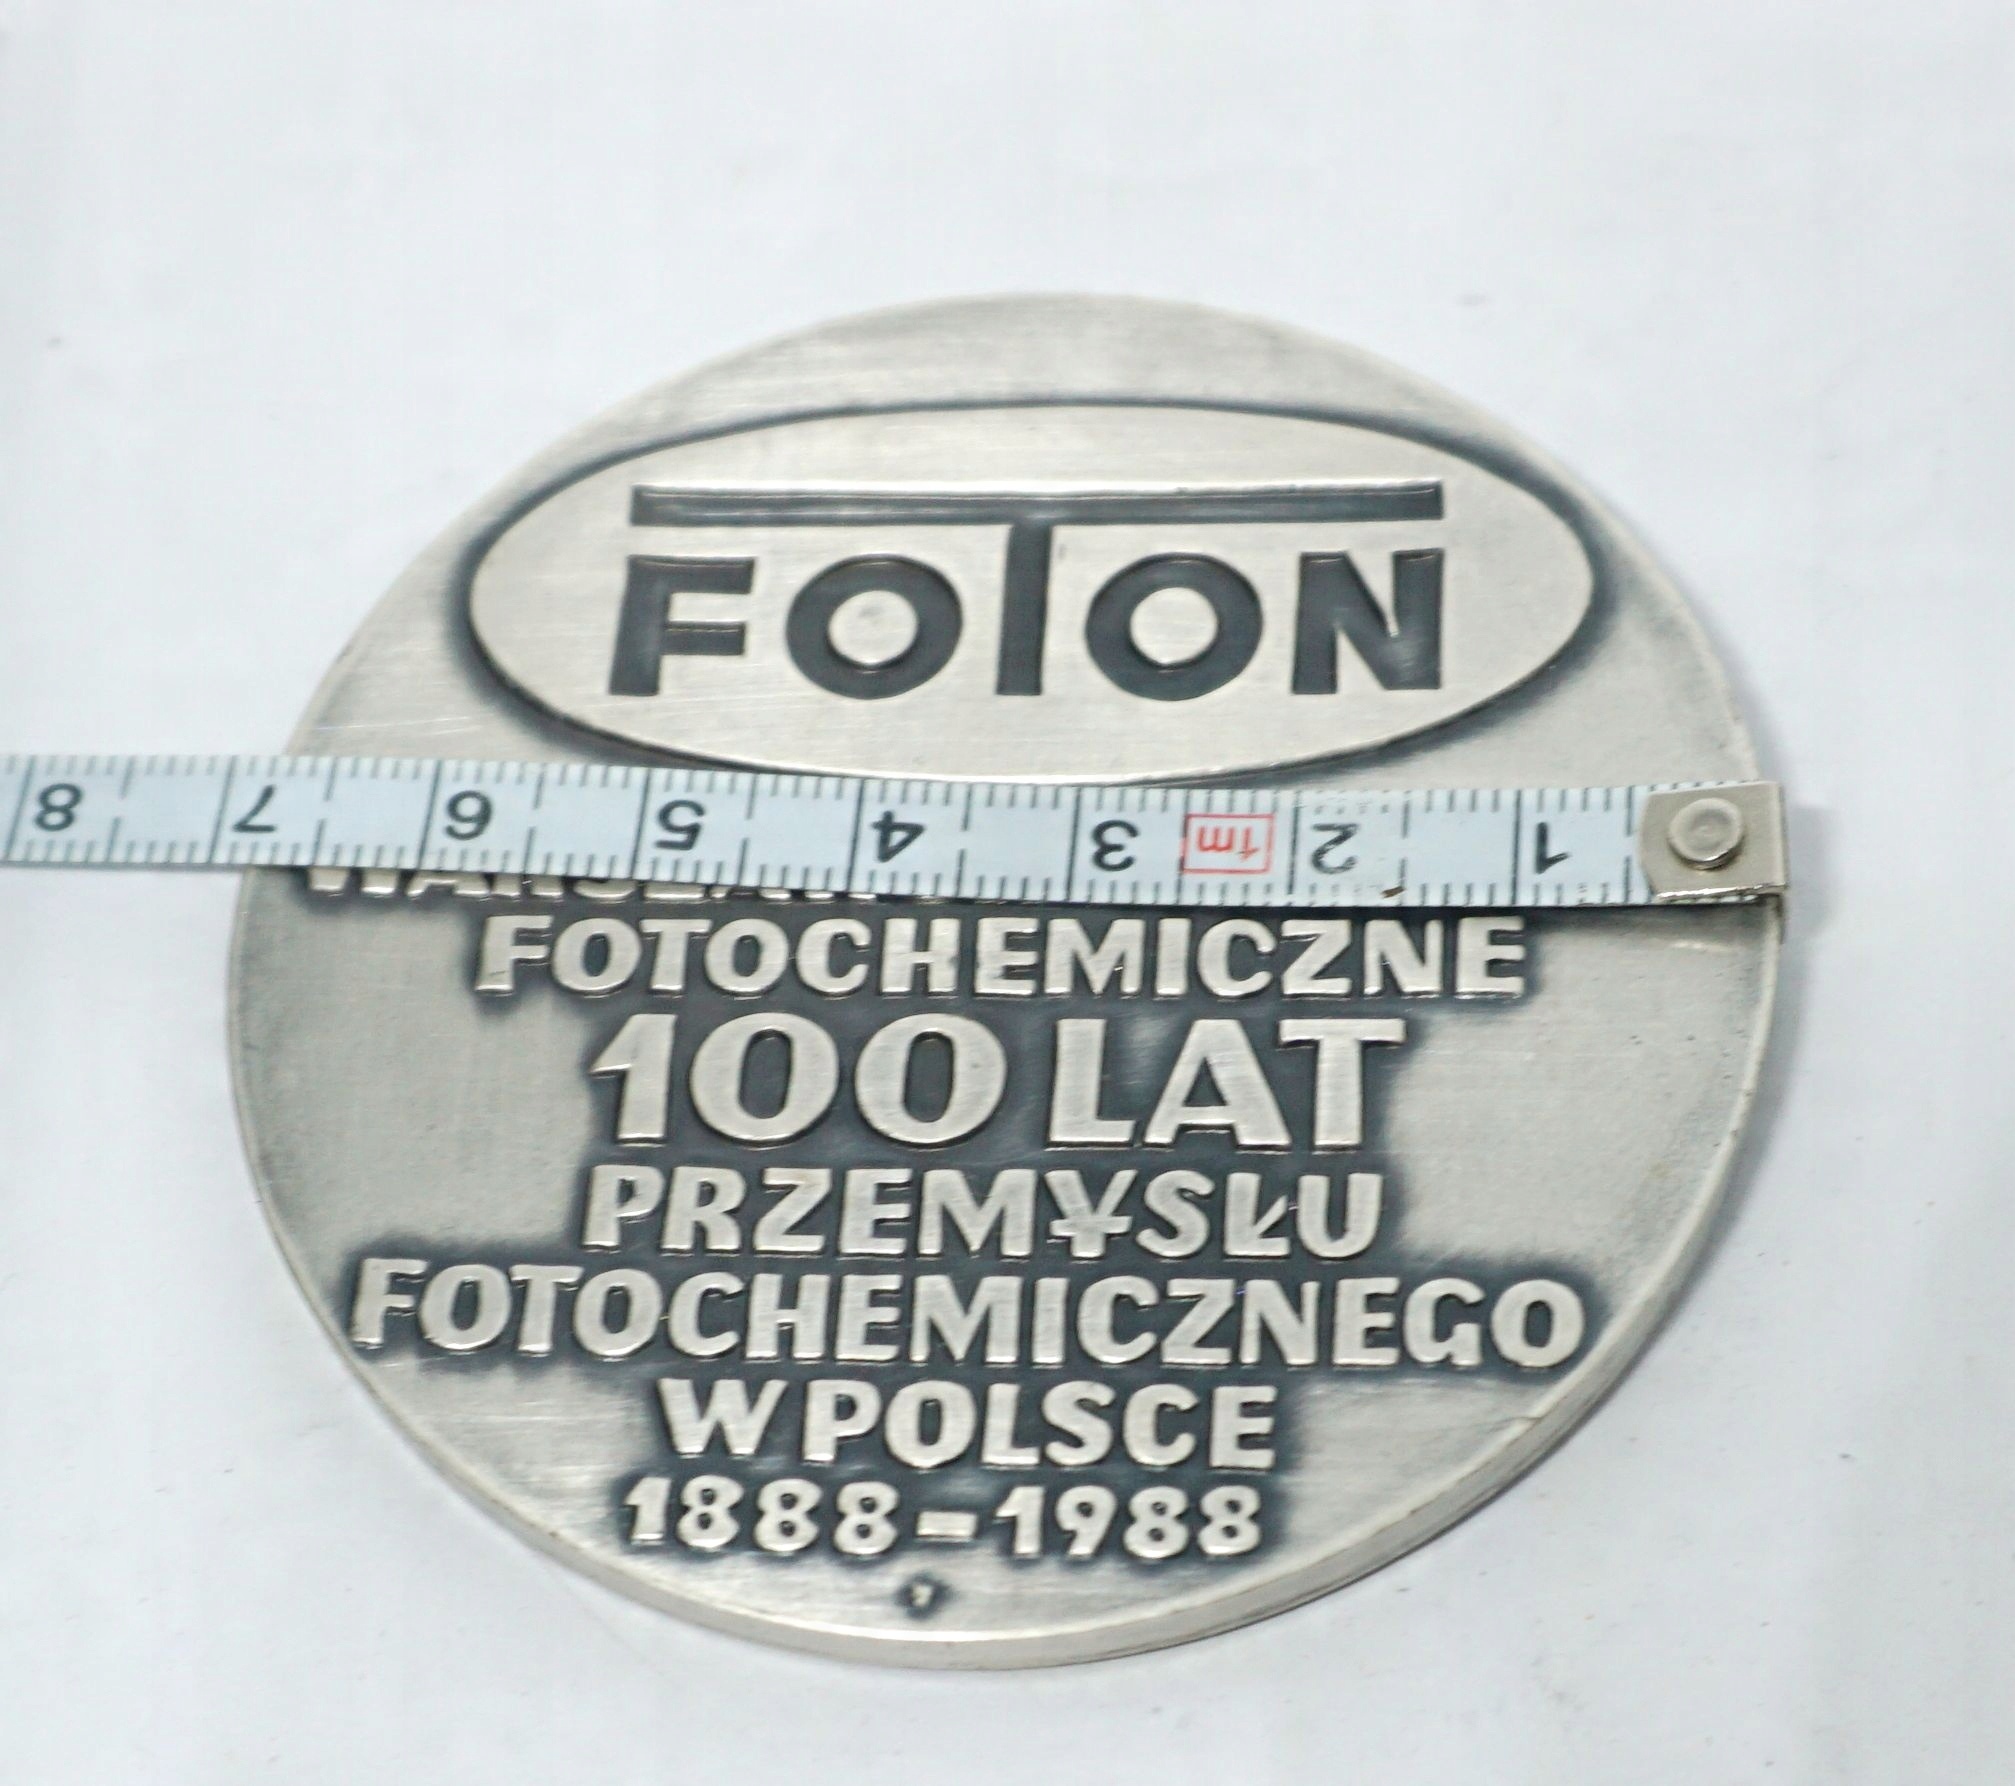 FOTON
8 7 6 5 4 3 1m 2 1
FOTOCHEMICZNE
100 LAT
PRZEMYSŁU
FOTOCHEMICZNEGO
W POLSCE
1888-1988